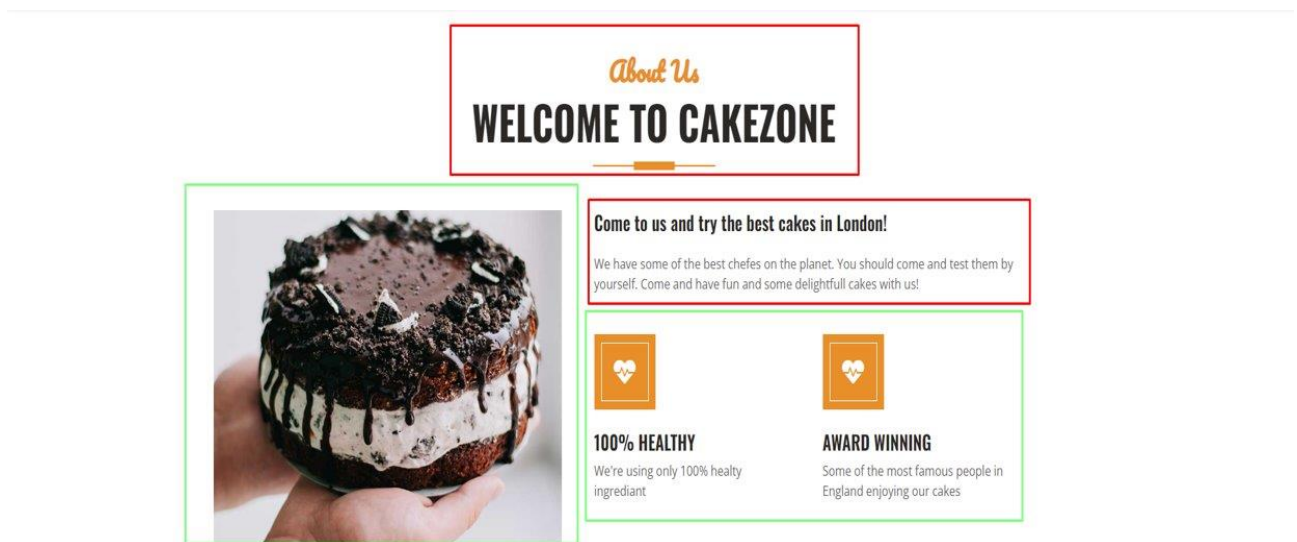 About Us
WELCOME TO CAKEZONE
Come to us and try the best cakes in London!
We have some of the best chefes on the planet. You should come and test them by
yourself. Come and have fun and some delightfull cakes with us!
100% HEALTHY
We're using only 100% healty
ingrediant
AWARD WINNING
Some of the most famous people in
England enjoying our cakes